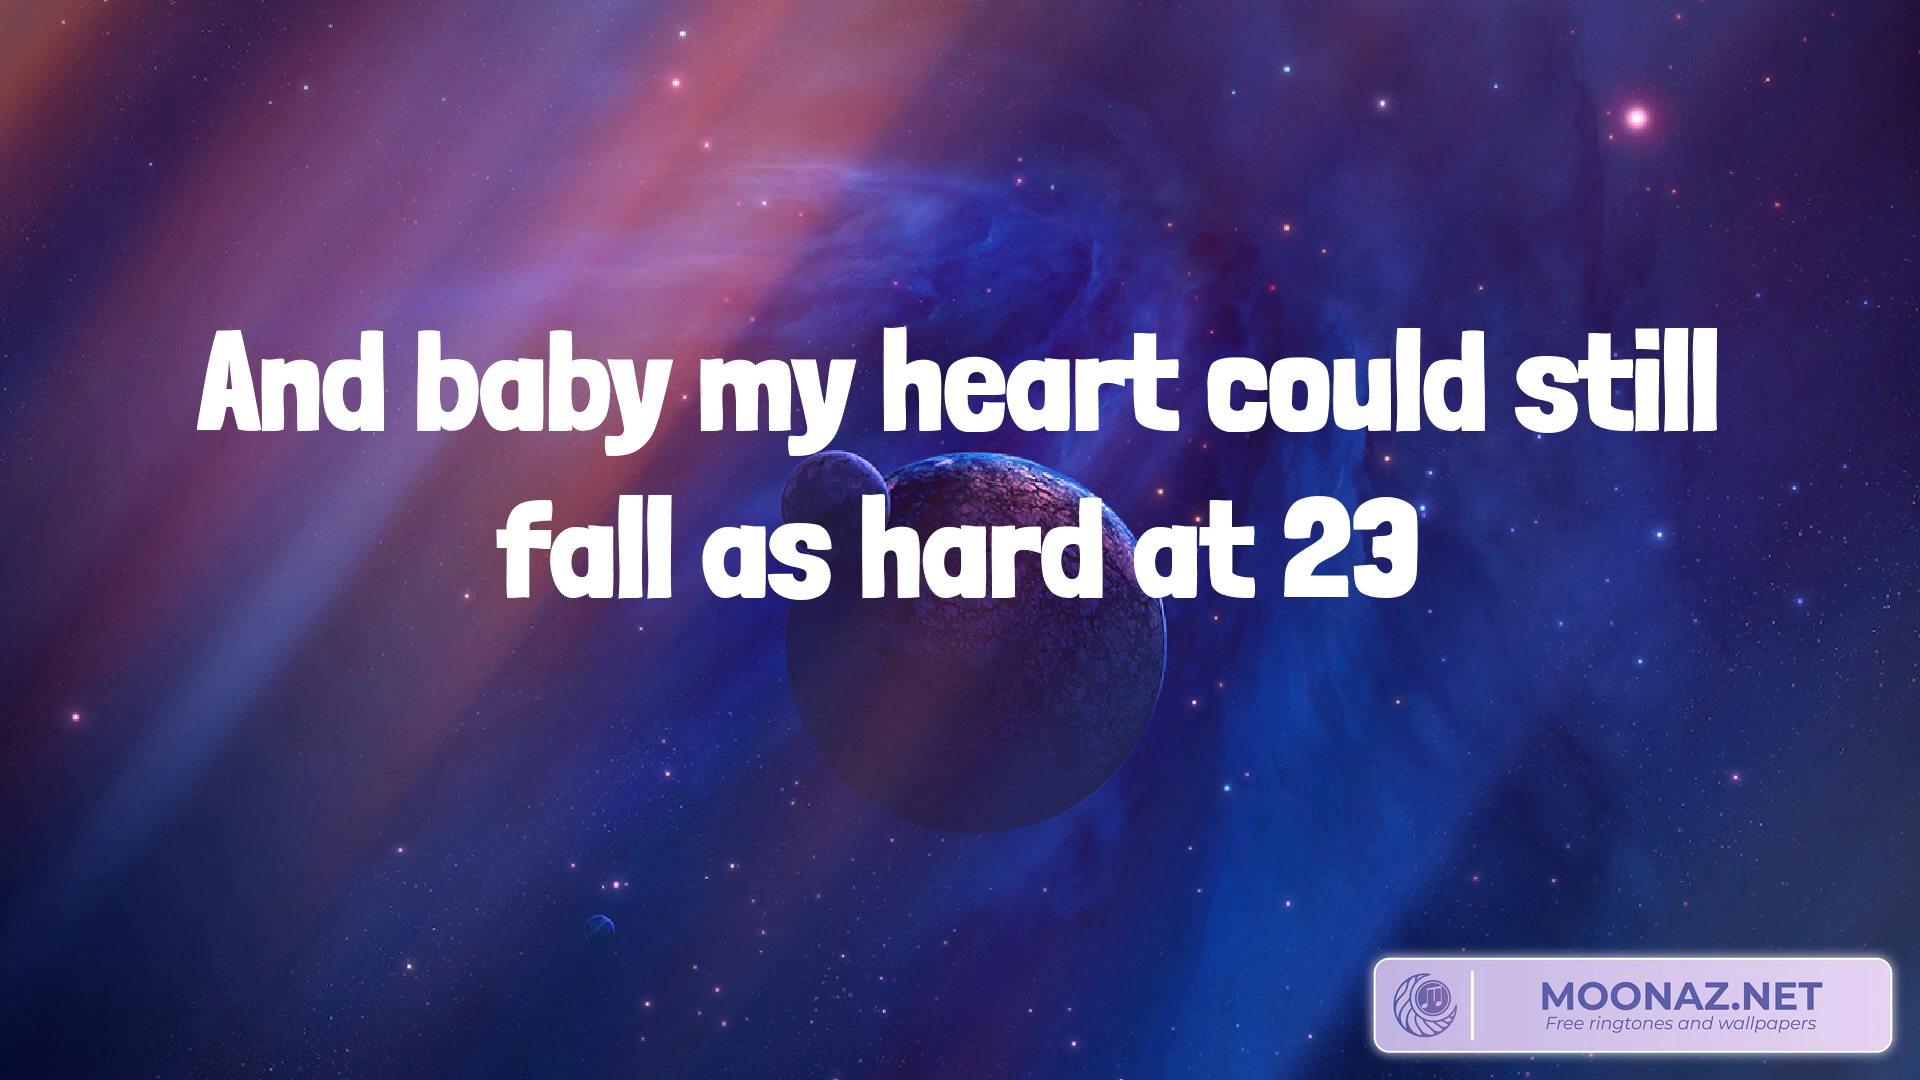 And baby my heart could still
fall as hard at 23
MOONAZ.NET
Free ringtones and wallpapers